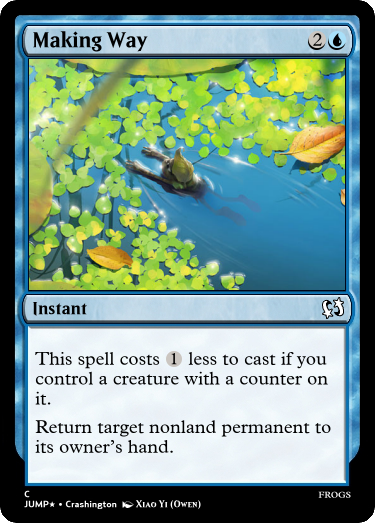 Making Way 2
Instant
This spell costs 1 less to cast if you
control a creature with a counter on
it.
Return target nonland permanent to
its owner's hand.
C FROGS
JUMP★ • Crashington Xiao Yi (Owen)